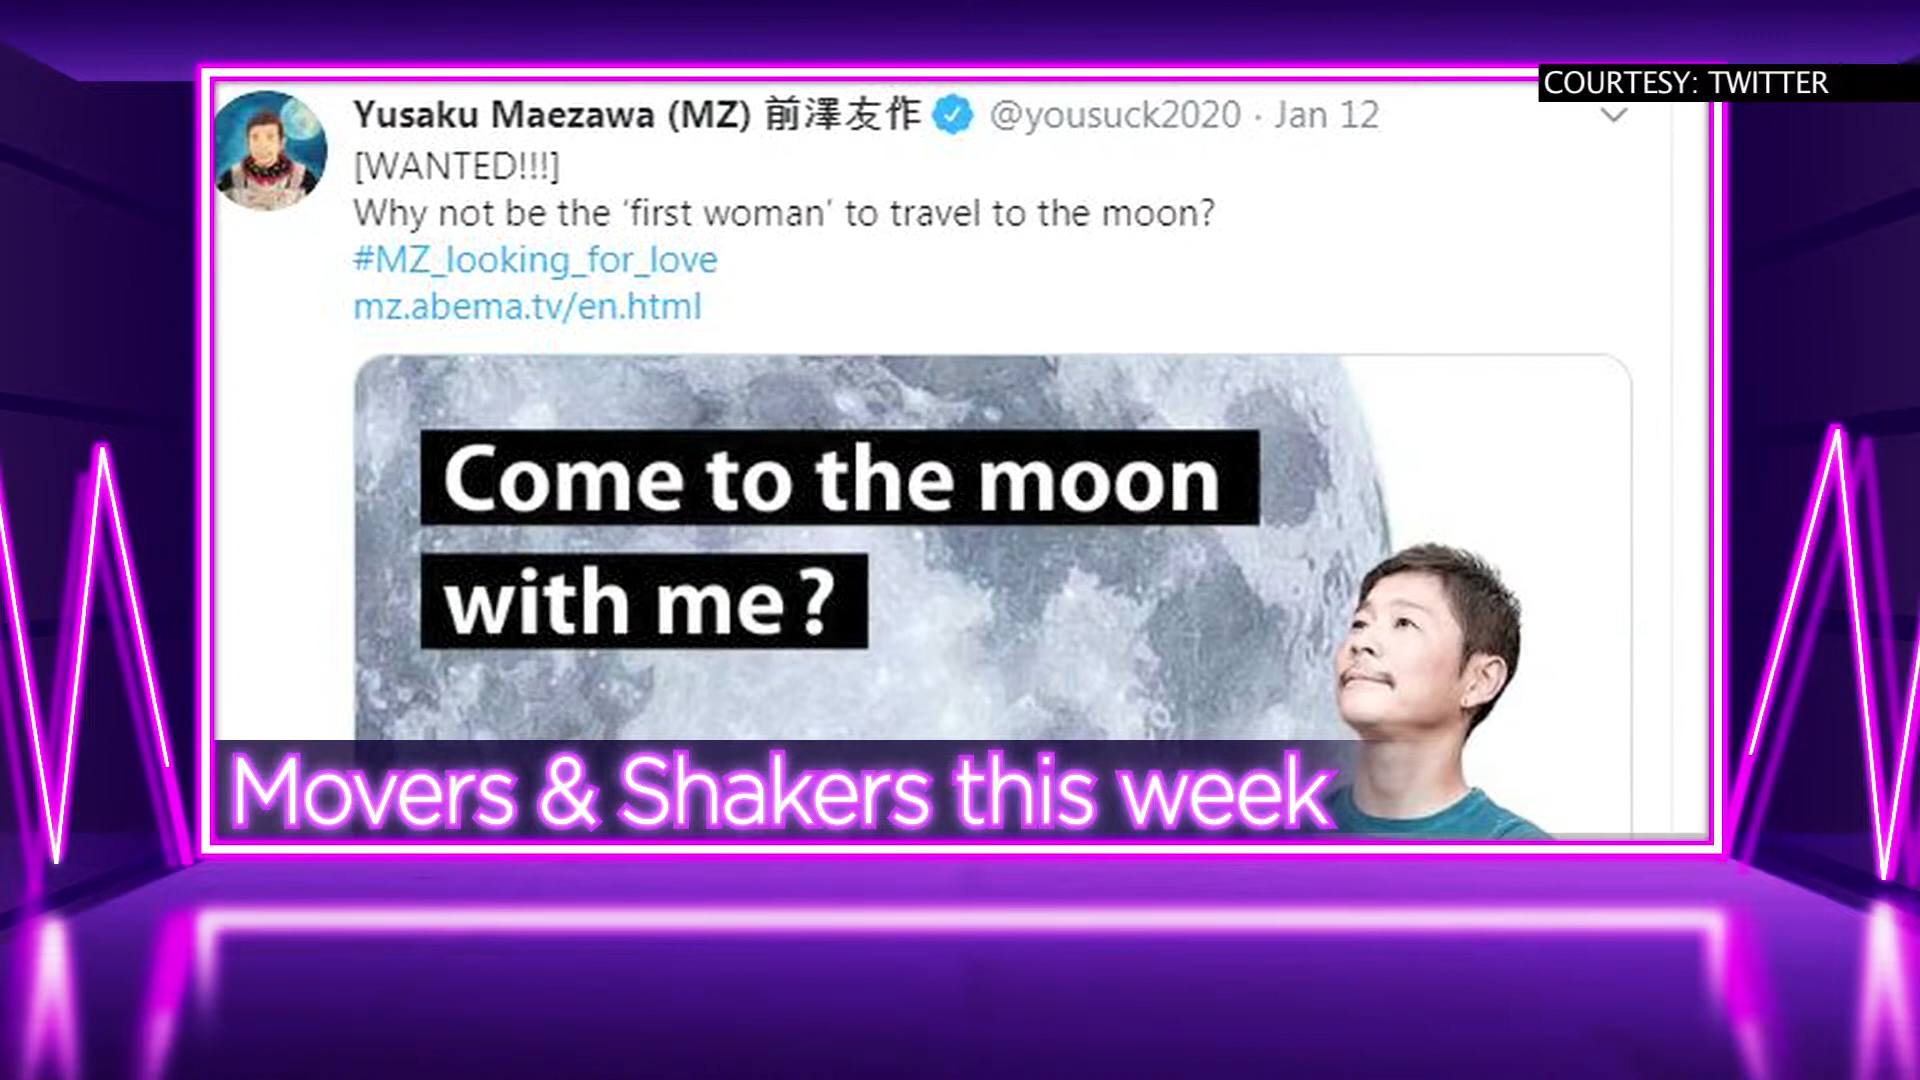 COURTESY: TWITTER
Yusaku Maezawa (MZ) 前澤友作 @yousuck2020 · Jan 12
[WANTED!!!]
Why not be the ‘first woman’ to travel to the moon?
#MZ_looking_for_love
mz.abema.tv/en.html
Come to the moon
with me?
Movers & Shakers this week